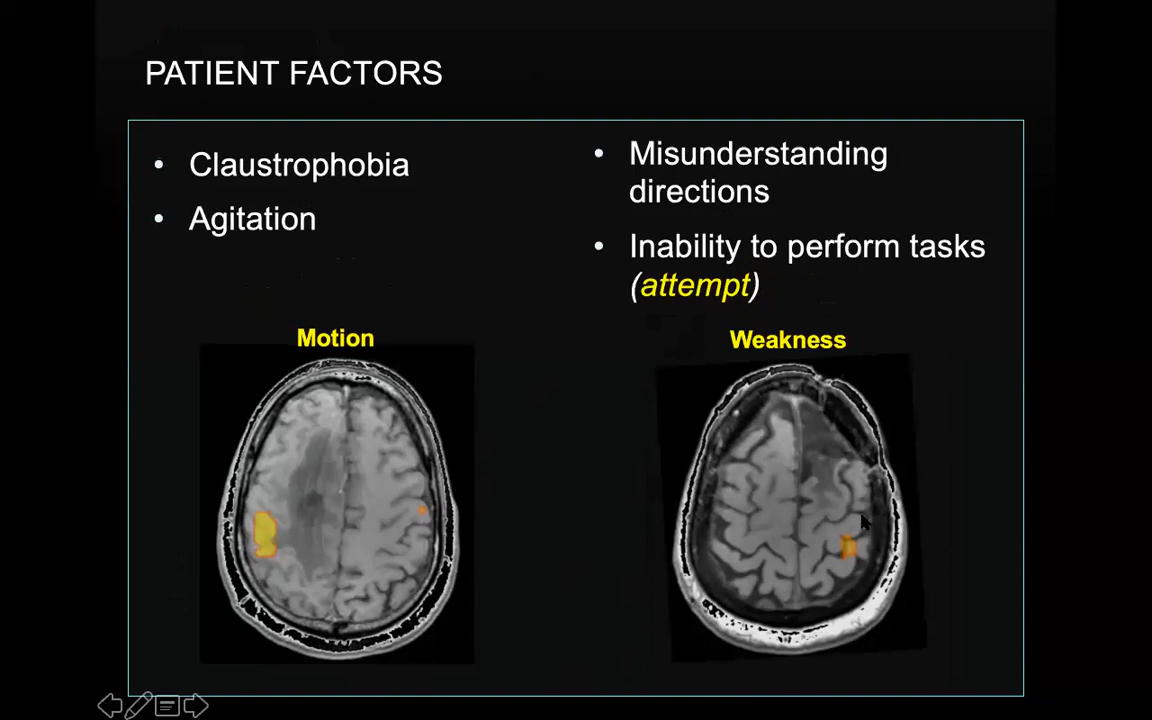 PATIENT FACTORS
• Claustrophobia
• Agitation
• Misunderstanding
directions
• Inability to perform tasks
(attempt)
Motion
Weakness